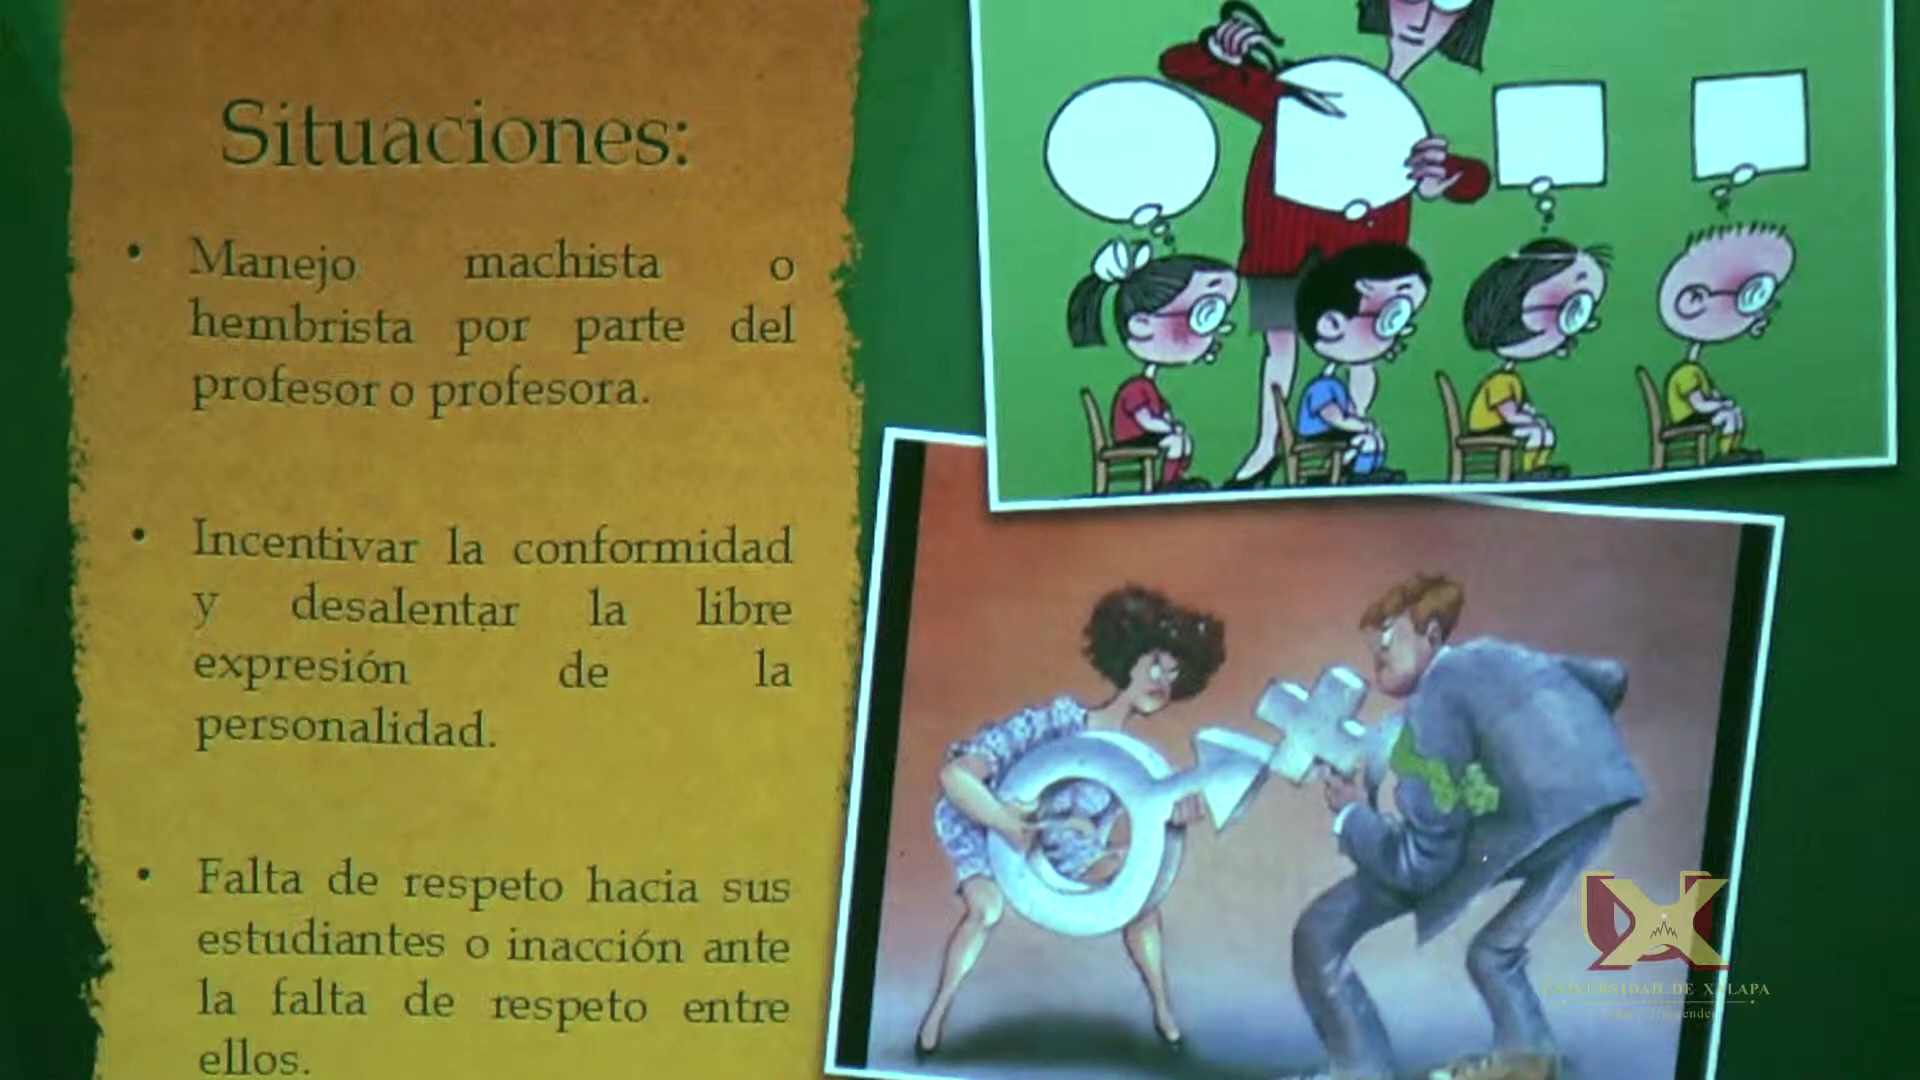 Situaciones:
• Manejo machista o
hembrista por parte del
profesor o profesora.
• Incentivar la conformidad
y desalentar la libre
expresión de la
personalidad.
• Falta de respeto hacia sus
estudiantes o inacción ante
la falta de respeto entre
ellos.
UNIVERSIDAD DE XALAPA